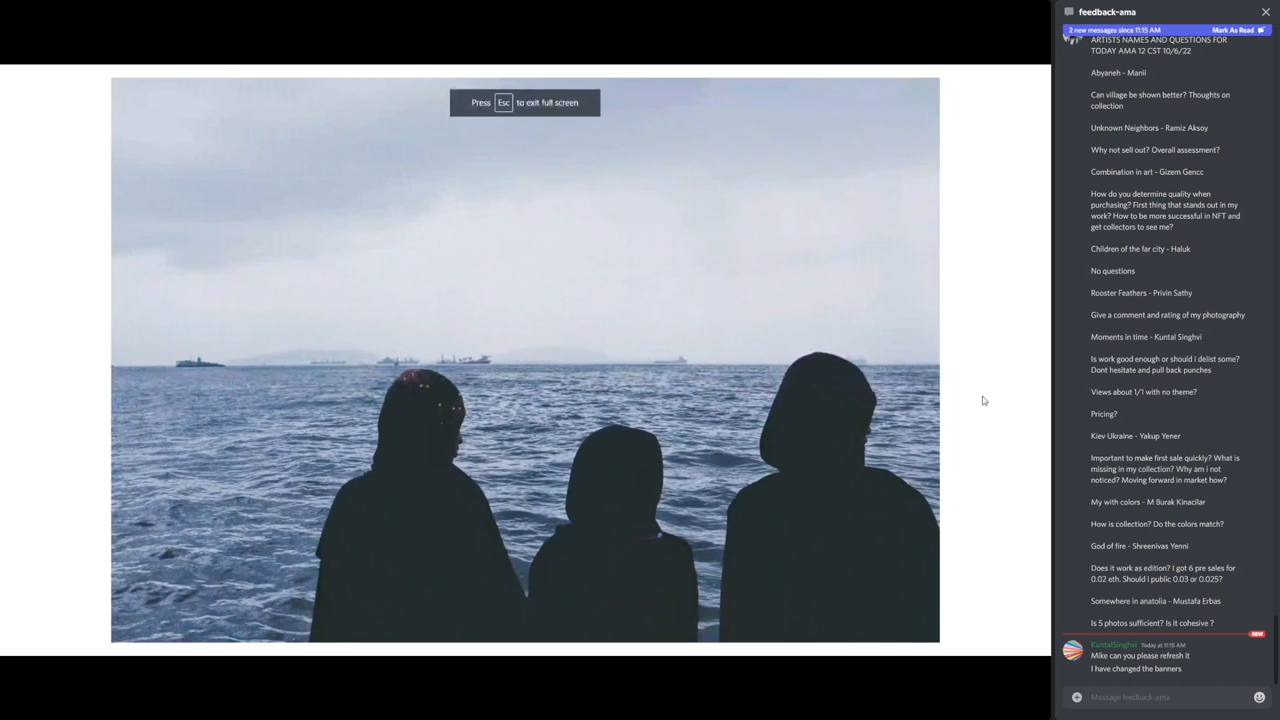 Press Esc to exit full screen
feedback-ama
2 new messages since 11:15 AM
Mark As Read
ARTISTS NAMES AND QUESTIONS FOR
TODAY AMA 12 CST 10/6/22
Abyaneh - Manii
Can village be shown better? Thoughts on
collection
Unknown Neighbors - Ramiz Aksoy
Why not sell out? Overall assessment?
Combination in art - Gizem Gencc
How do you determine quality when
purchasing? First thing that stands out in my
work? How to be more successful in NFT and
get collectors to see me?
Children of the far city - Haluk
No questions
Rooster Feathers - Privin Sathy
Give a comment and rating of my photography
Moments in time - Kuntal Singhvi
Is work good enough or should i delist some?
Dont hesitate and pull back punches
Views about 1/1 with no theme?
Pricing?
Kiev Ukraine - Yakup Yener
Important to make first sale quickly? What is
missing in my collection? Why am i not
noticed? Moving forward in market how?
My with colors - M Burak Kinacilar
How is collection? Do the colors match?
God of fire - Shreenivas Yenni
Does it work as edition? I got 6 pre sales for
0.02 eth. Should i public 0.03 or 0.025?
Somewhere in anatolia - Mustafa Erbas
Is 5 photos sufficient? Is it cohesive ?
NEW
KuntalSinghvi Today at 11:15 AM
Mike can you please refresh it
I have changed the banners
Message feedback-ama